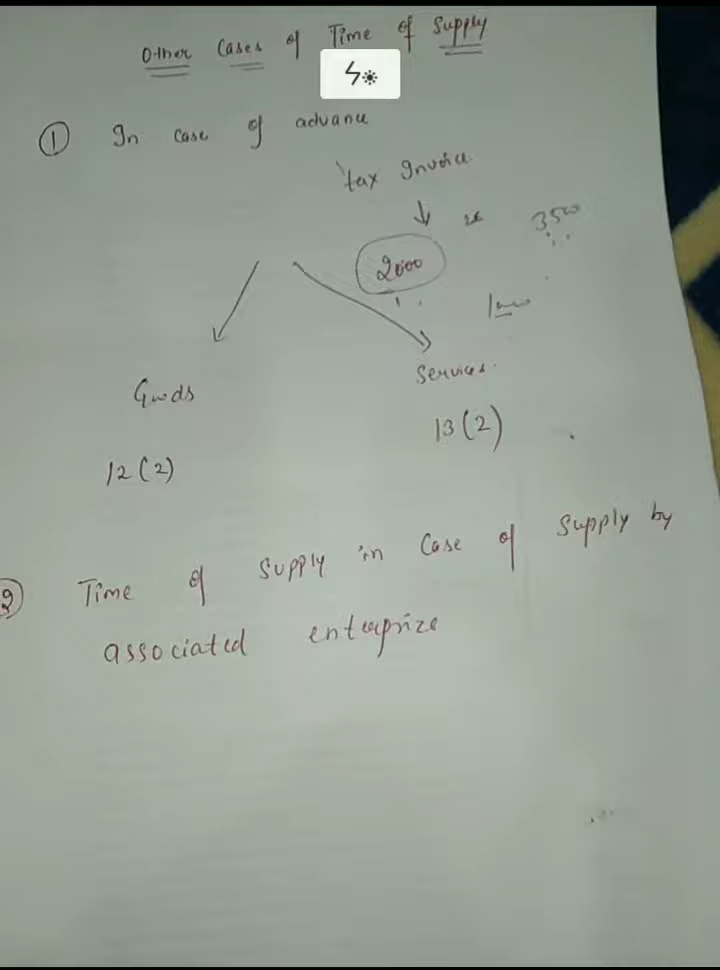 Other Cases of Time of Supply
① In case of advance
tax Invoice
3500
2000
Goods
Services.
13(2)
12(2)
2 Time of Supply in Case of Supply by
associated enterprize